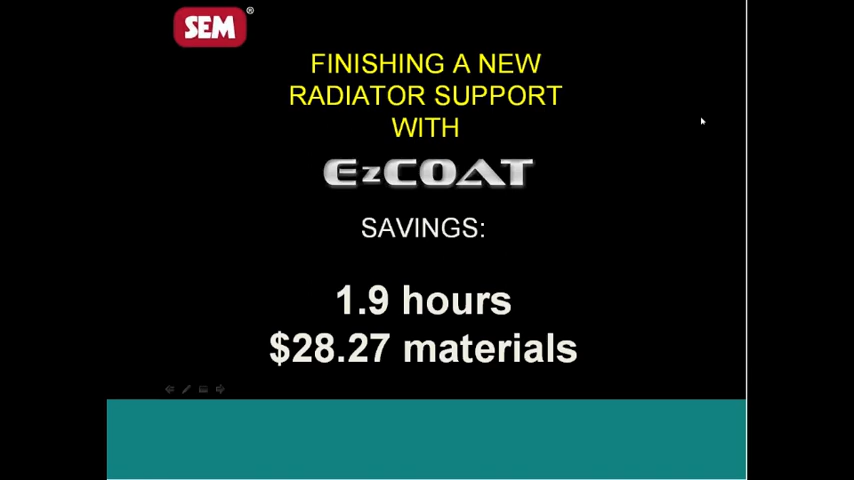 SEM®
FINISHING A NEW
RADIATOR SUPPORT
WITH
EzCOAT
SAVINGS:
1.9 hours
$28.27 materials